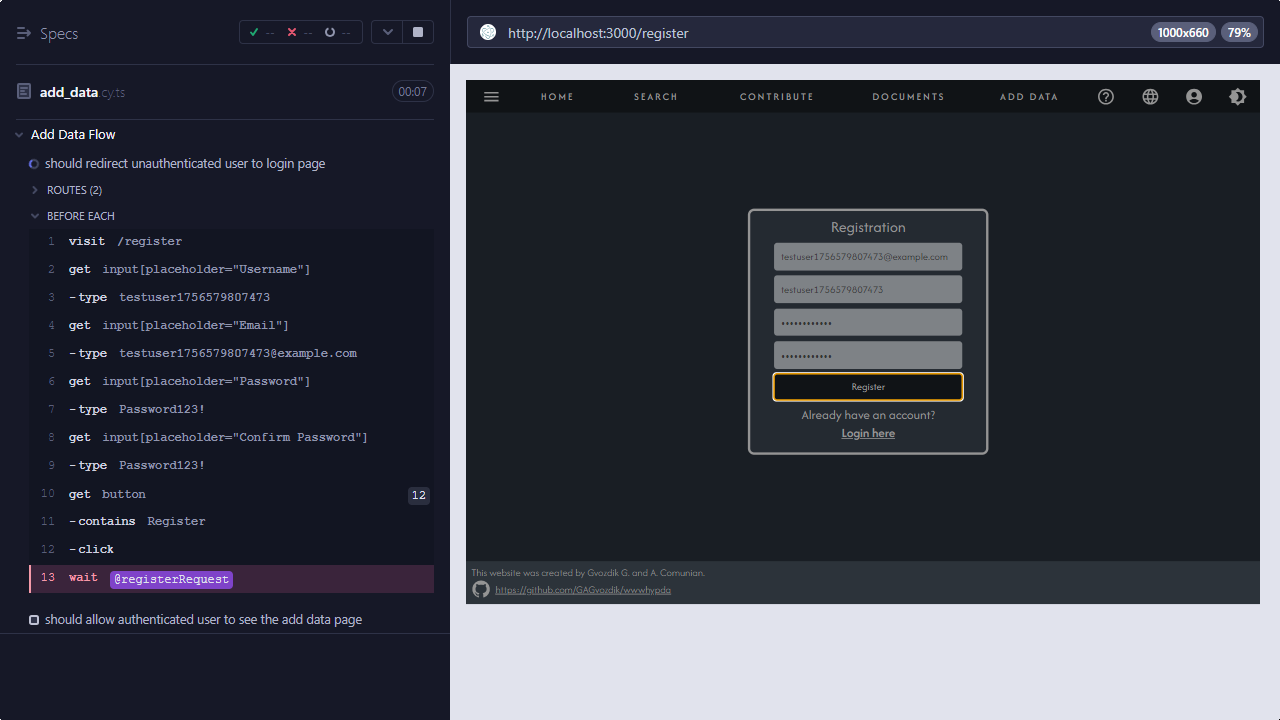 Specs
-- -- --
add_data.cy.ts 00:07
Add Data Flow
should redirect unauthenticated user to login page
ROUTES (2)
BEFORE EACH
1 visit /register
2 get input[placeholder="Username"]
3 -type testuser1756579807473
4 get input[placeholder="Email"]
5 -type testuser1756579807473@example.com
6 get input[placeholder="Password"]
7 -type Password123!
8 get input[placeholder="Confirm Password"]
9 -type Password123!
10 get button 12
11 -contains Register
12 -click
13 wait @registerRequest
should allow authenticated user to see the add data page
http://localhost:3000/register 1000x660 79%
HOME SEARCH CONTRIBUTE DOCUMENTS ADD DATA
Registration
testuser1756579807473@example.com
testuser1756579807473
••••••••••••
••••••••••••
Register
Already have an account?
Login here
This website was created by Gvozdik G. and A. Comunian.
https://github.com/GAGvozdik/wwwhypda